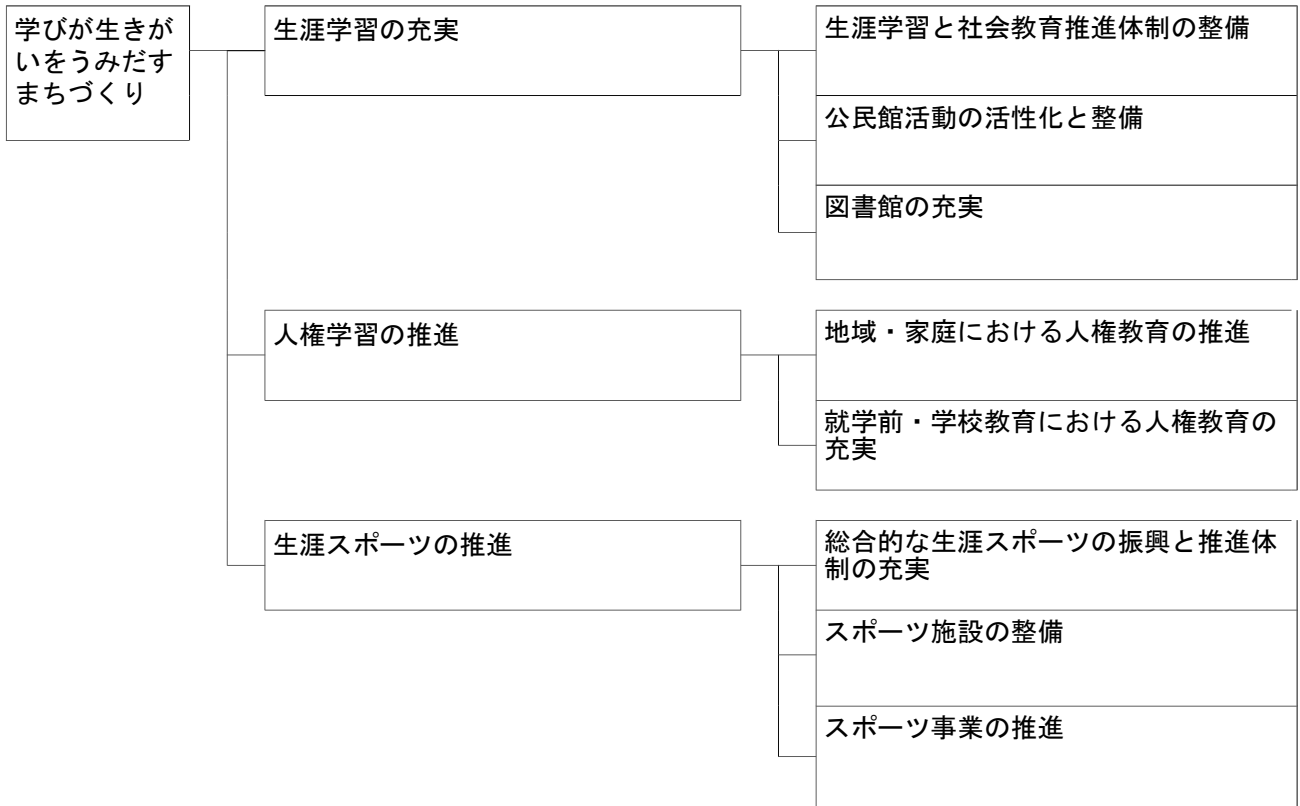 学びが生きが
いをうみだす
まちづくり
生涯学習の充実
生涯学習と社会教育推進体制の整備
公民館活動の活性化と整備
図書館の充実
人権学習の推進
地域・家庭における人権教育の推進
就学前・学校教育における人権教育の
充実
生涯スポーツの推進
総合的な生涯スポーツの振興と推進体
制の充実
スポーツ施設の整備
スポーツ事業の推進